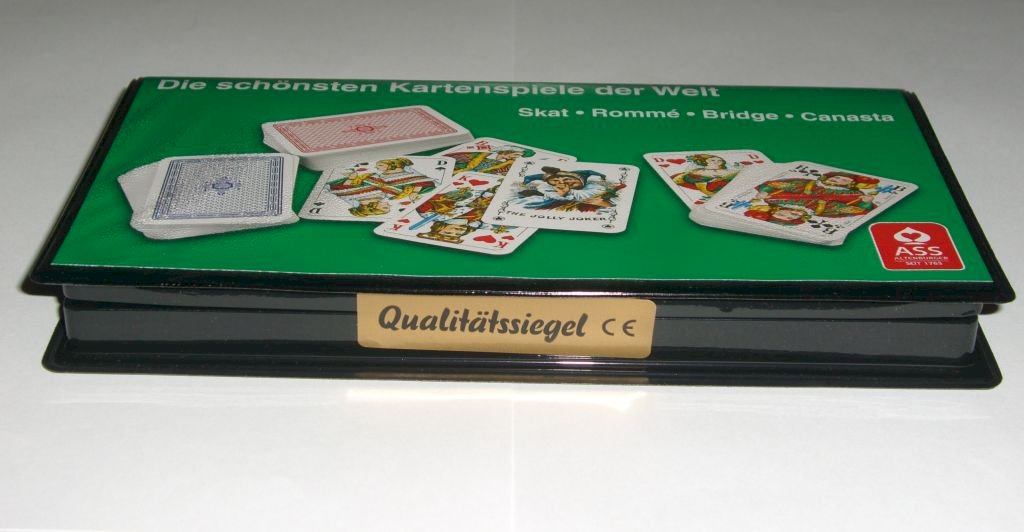 Die schönsten Kartenspiele der Welt
Skat • Rommé • Bridge • Canasta
D
K
K
THE JOLLY JOKER
D
D
ASS
ALTENBURGER
SEIT 1765
Qualitätssiegel CE